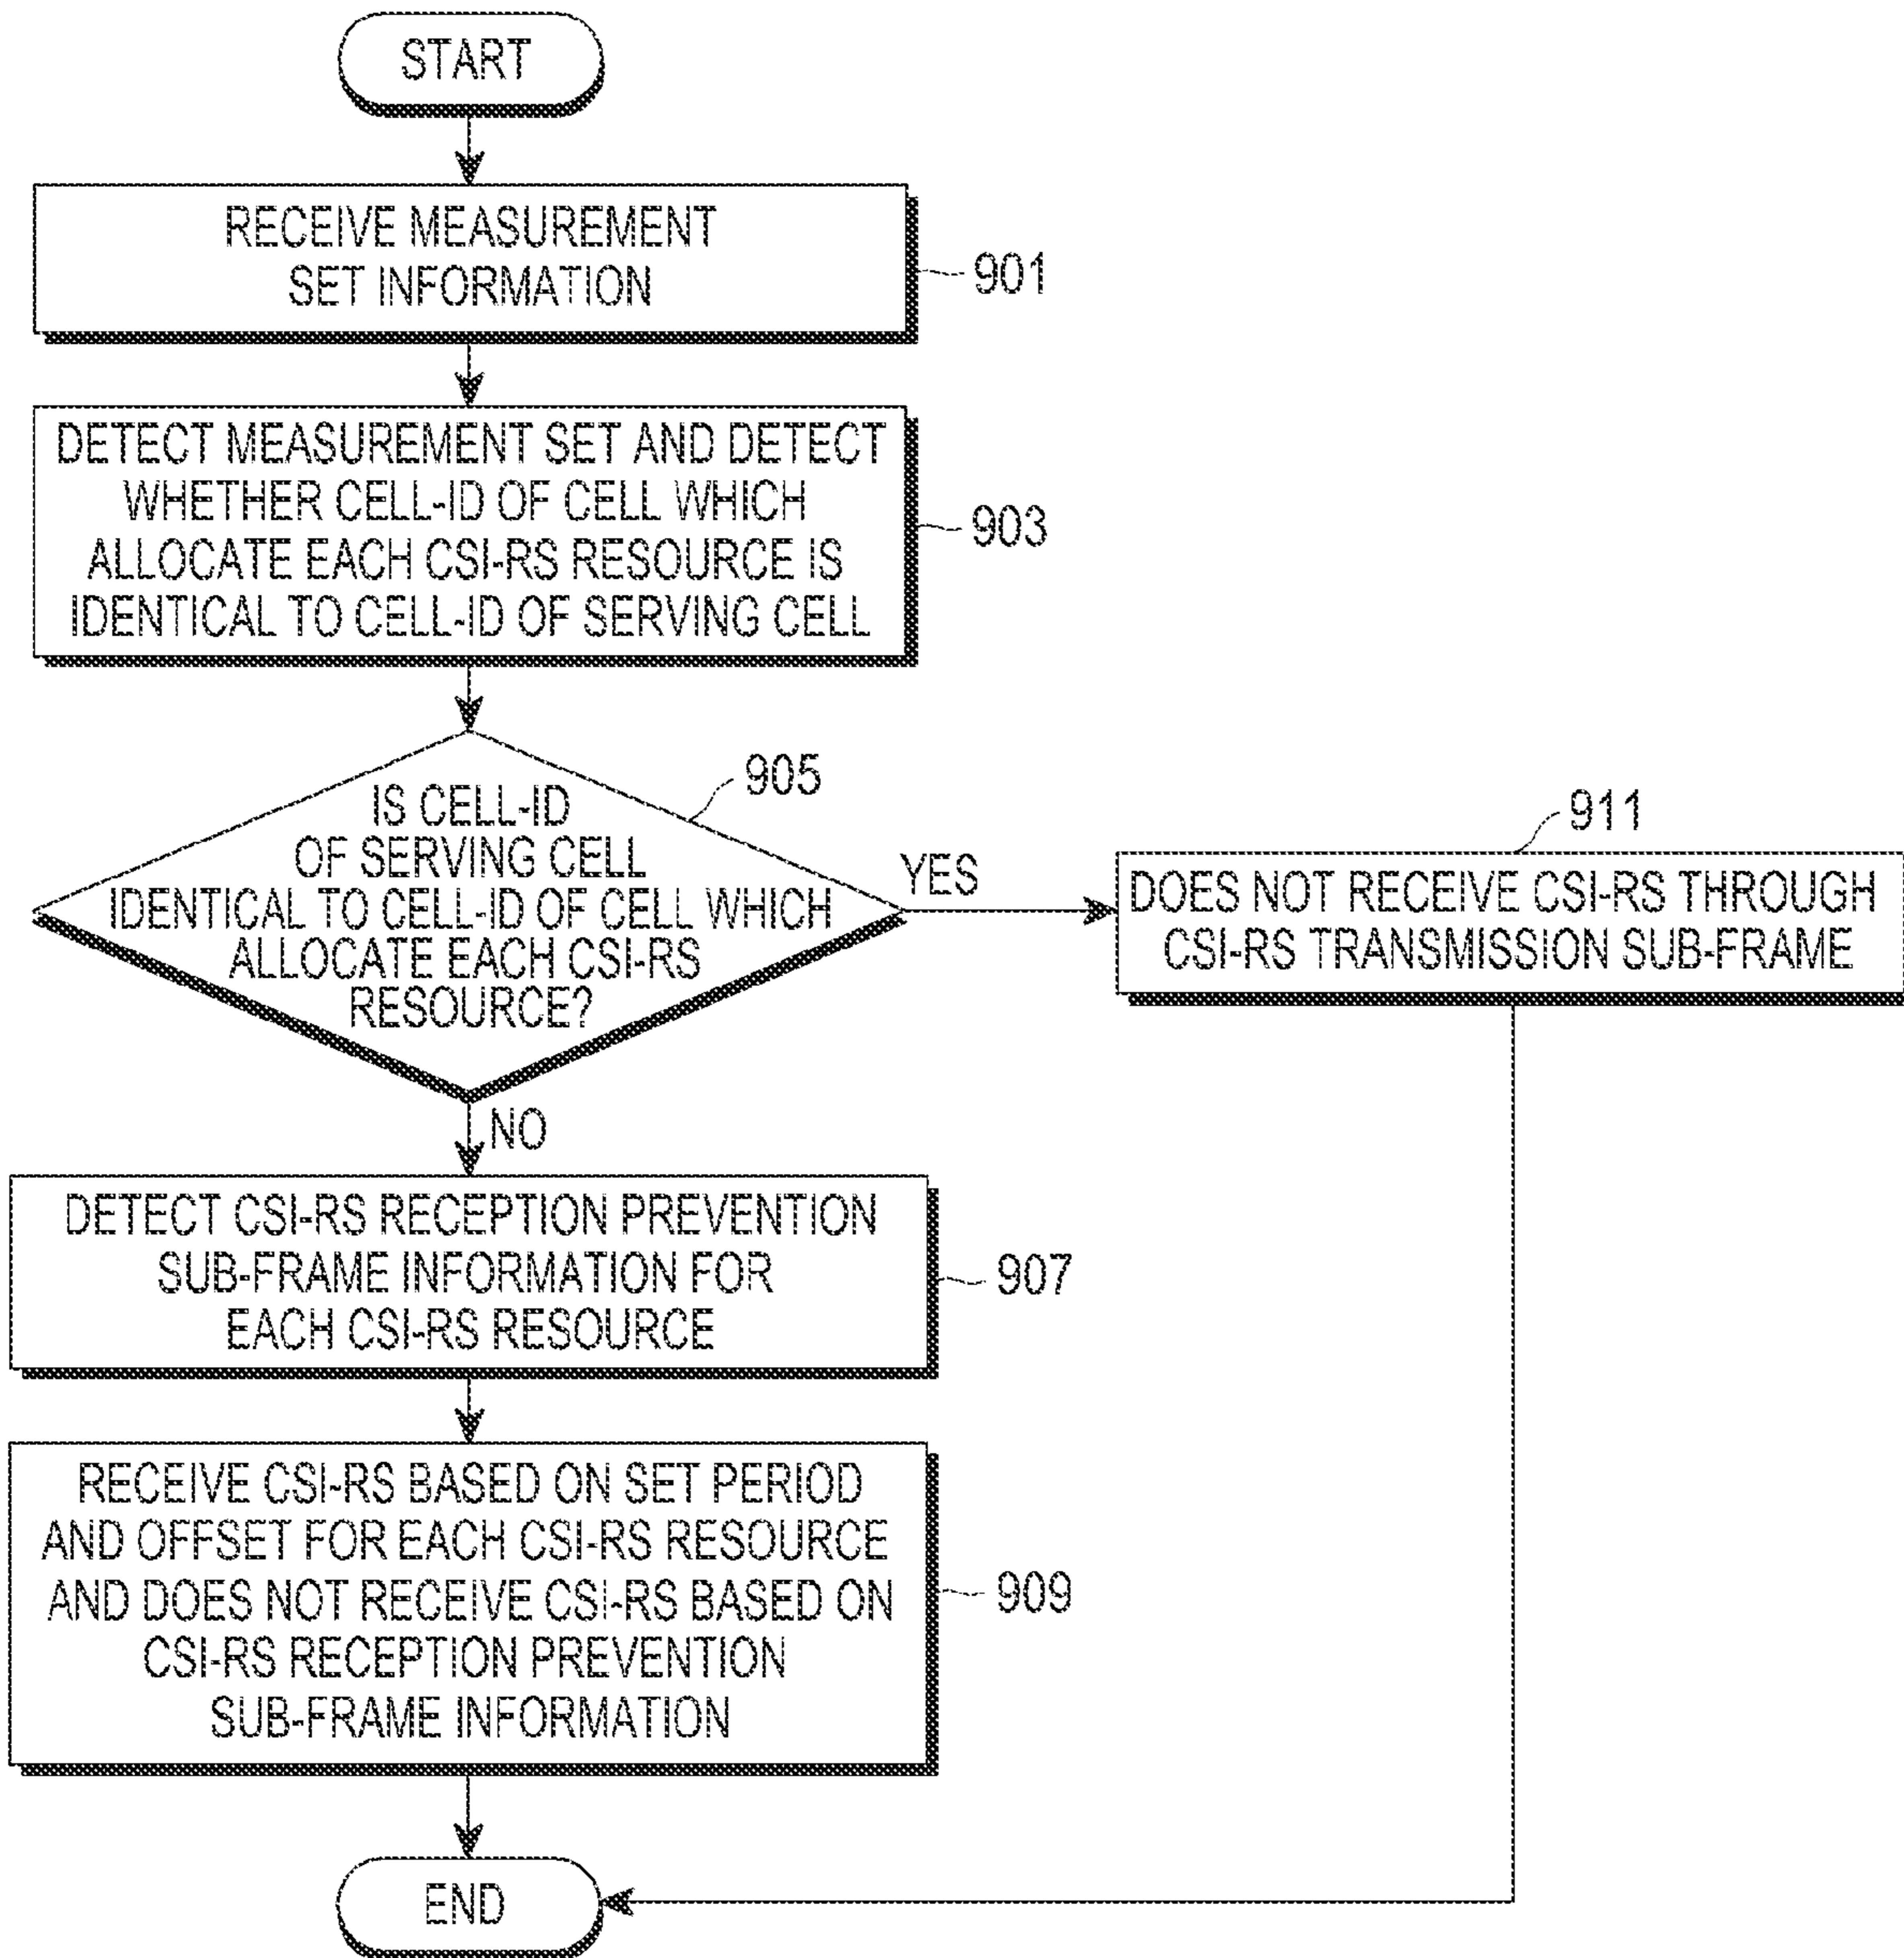 START
RECEIVE MEASUREMENT
SET INFORMATION
901
DETECT MEASUREMENT SET AND DETECT
WHETHER CELL-ID OF CELL WHICH
ALLOCATE EACH CSI-RS RESOURCE IS
IDENTICAL TO CELL-ID OF SERVING CELL
903
905
IS CELL-ID
OF SERVING CELL
IDENTICAL TO CELL-ID OF CELL WHICH
ALLOCATE EACH CSI-RS
RESOURCE?
YES
911
DOES NOT RECEIVE CSI-RS THROUGH
CSI-RS TRANSMISSION SUB-FRAME
NO
DETECT CSI-RS RECEPTION PREVENTION
SUB-FRAME INFORMATION FOR
EACH CSI-RS RESOURCE
907
RECEIVE CSI-RS BASED ON SET PERIOD
AND OFFSET FOR EACH CSI-RS RESOURCE
AND DOES NOT RECEIVE CSI-RS BASED ON
CSI-RS RECEPTION PREVENTION
SUB-FRAME INFORMATION
909
END